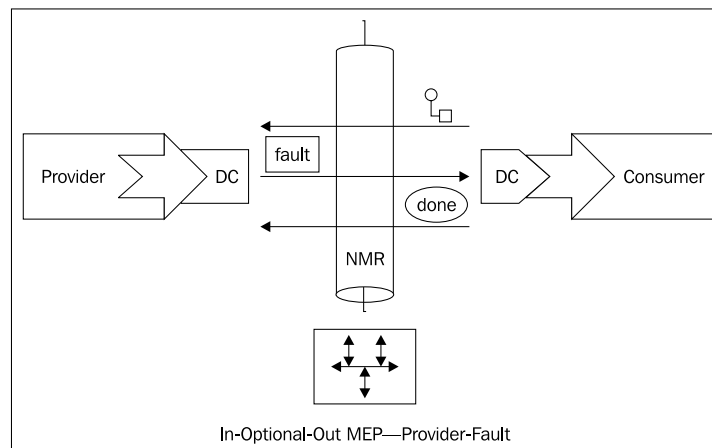 fault
Provider
DC
DC
Consumer
done
NMR
In-Optional-Out MEP—Provider-Fault